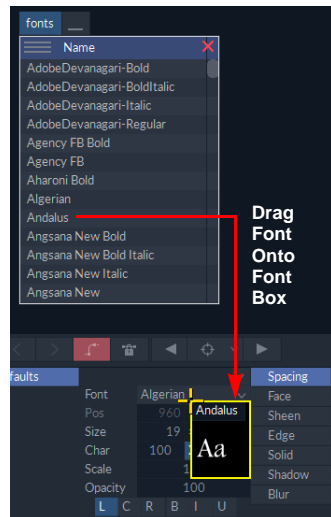 fonts
Name
AdobeDevanagari-Bold
AdobeDevanagari-BoldItalic
AdobeDevanagari-Italic
AdobeDevanagari-Regular
Agency FB Bold
Agency FB
Aharoni Bold
Algerian
Andalus
Angsana New Bold
Angsana New Bold Italic
Angsana New Italic
Angsana New
Drag
Font
Onto
Font
Box
faults
Spacing
Font Algerian
Face
Pos 960
Andalus
Sheen
Size 19
Edge
Char 100
Aa
Solid
Scale 1
Shadow
Opacity 100
Blur
L C R B I U